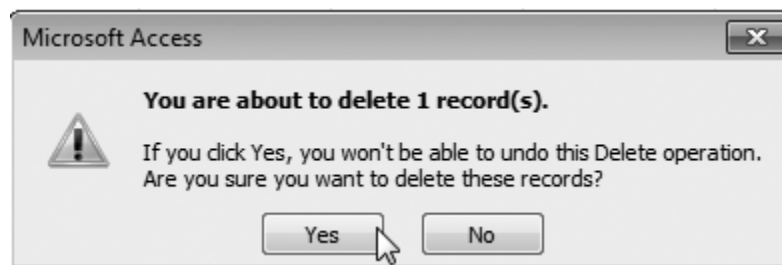 Microsoft Access
You are about to delete 1 record(s).
If you click Yes, you won't be able to undo this Delete operation.
Are you sure you want to delete these records?
Yes No